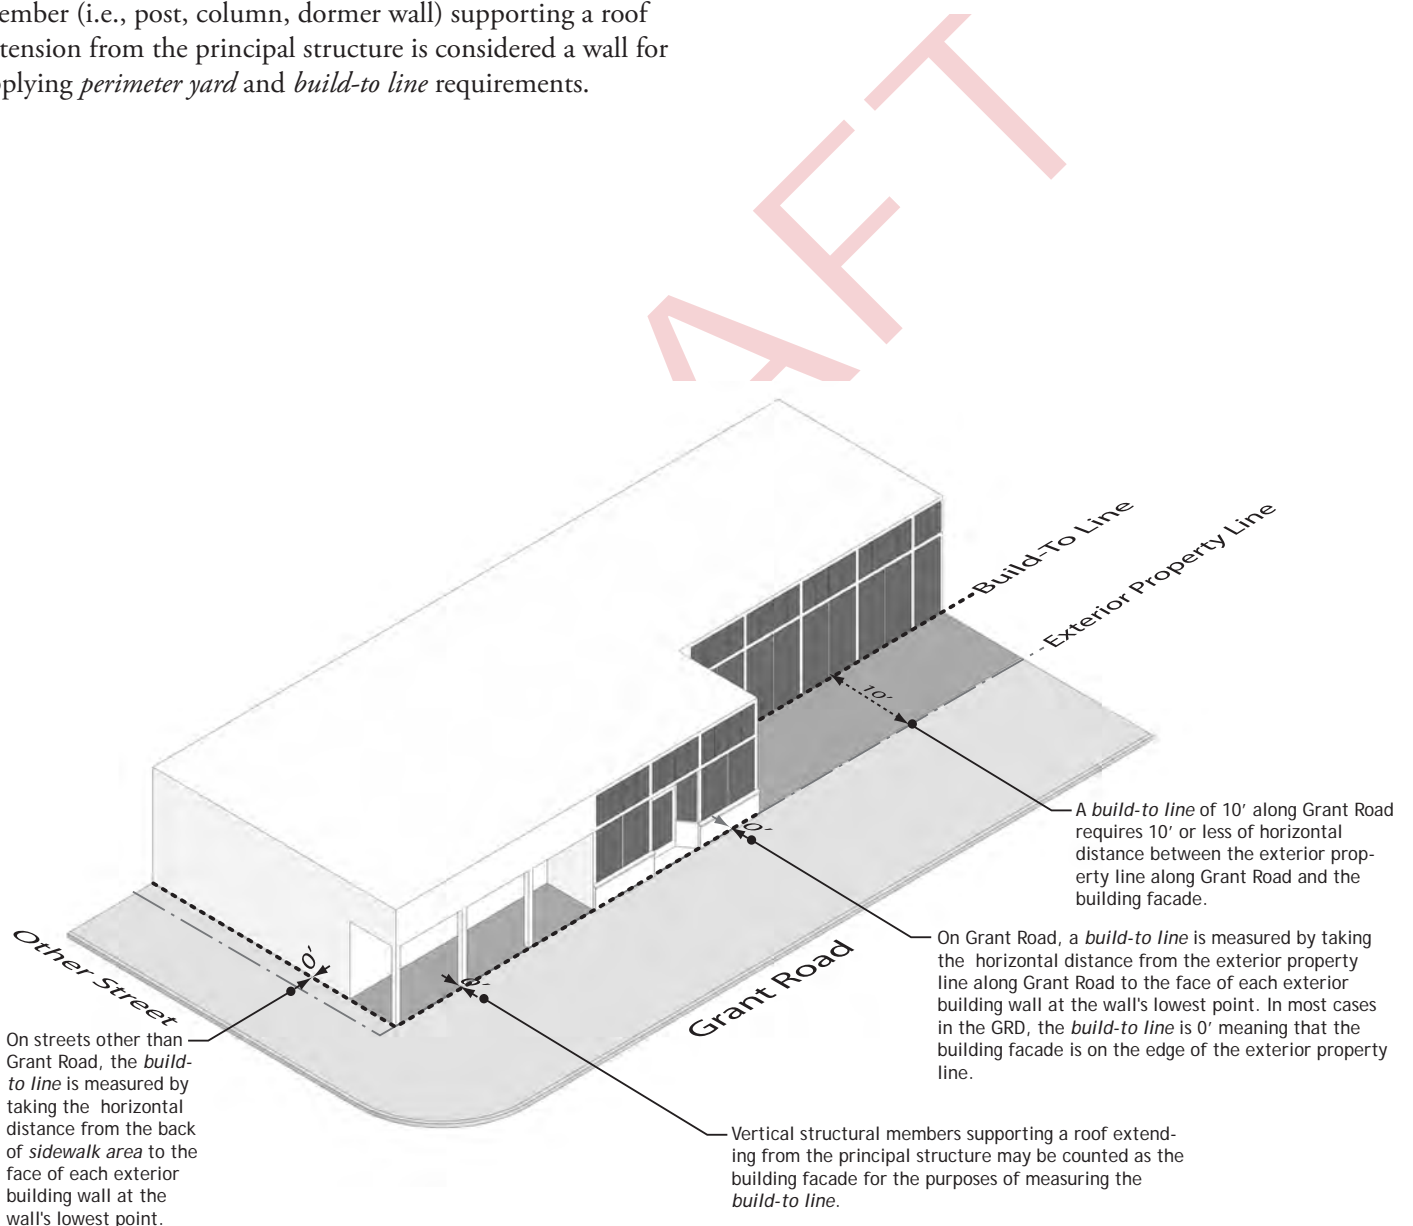 ember (i.e., post, column, dormer wall) supporting a roof
tension from the principal structure is considered a wall for
plying perimeter yard and build-to line requirements.
AFT
Build-To Line
Exterior Property Line
10'
A build-to line of 10' along Grant Road
requires 10' or less of horizontal
distance between the exterior prop-
erty line along Grant Road and the
building facade.
0'
On Grant Road, a build-to line is measured by taking
the horizontal distance from the exterior property
line along Grant Road to the face of each exterior
building wall at the wall's lowest point. In most cases
in the GRD, the build-to line is 0' meaning that the
building facade is on the edge of the exterior property
line.
Grant Road
0'
0'
Other Street
On streets other than
Grant Road, the build-
to line is measured by
taking the horizontal
distance from the back
of sidewalk area to the
face of each exterior
building wall at the
wall's lowest point.
Vertical structural members supporting a roof extend-
ing from the principal structure may be counted as the
building facade for the purposes of measuring the
build-to line.